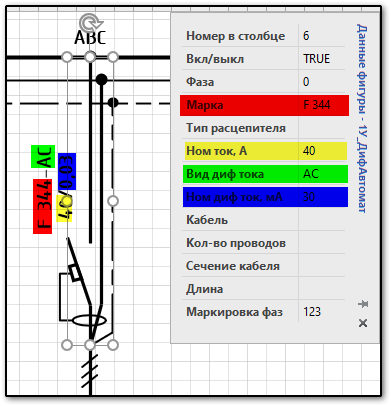 ABC
F 344-AC
40/0,03
Данные фигуры - 1У_ДифАвтомат
Номер в столбце 6
Вкл/выкл TRUE
Фаза 0
Марка F 344
Тип расцепителя
Ном ток, А 40
Вид диф тока AC
Ном диф ток, мА 30
Кабель
Кол-во проводов
Сечение кабеля
Длина
Маркировка фаз 123